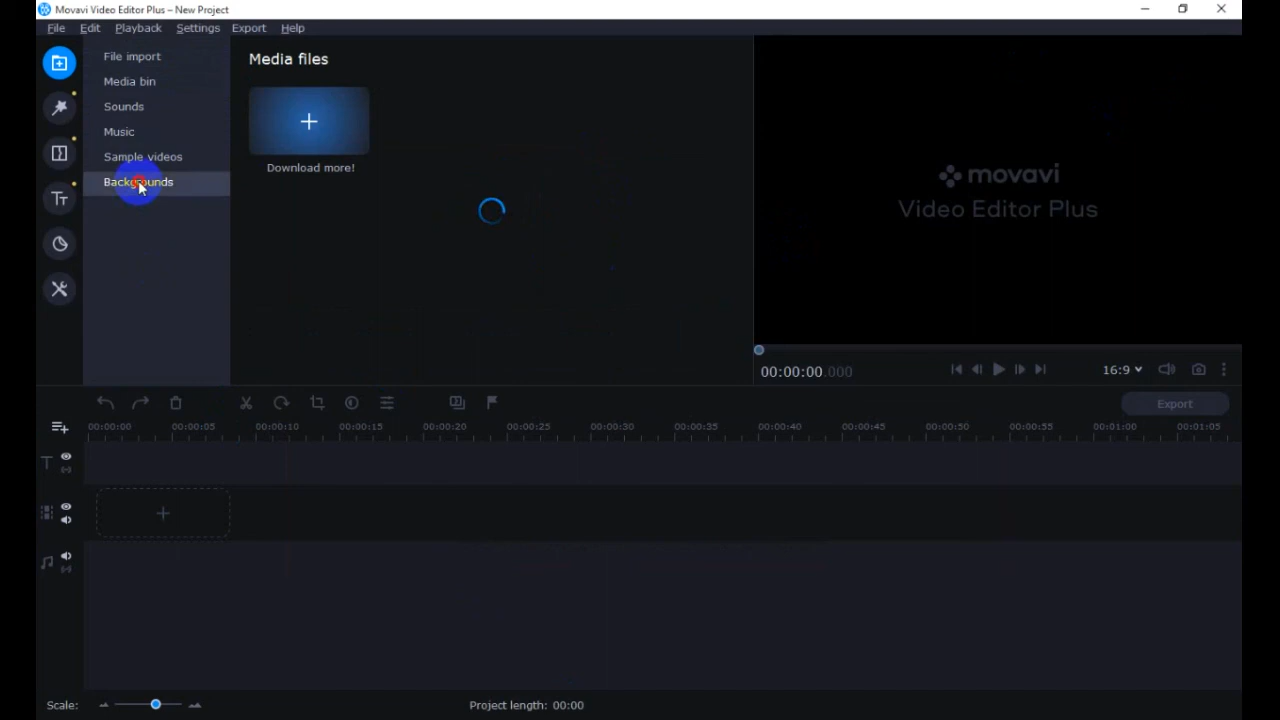 Movavi Video Editor Plus – New Project
File Edit Playback Settings Export Help
File import
Media bin
Sounds
Music
Sample videos
Backgrounds
Media files
Download more!
movavi
Video Editor Plus
00:00:00.000
16:9
Export
00:00:00 00:00:05 00:00:10 00:00:15 00:00:20 00:00:25 00:00:30 00:00:35 00:00:40 00:00:45 00:00:50 00:00:55 00:01:00 00:01:05
Scale:
Project length: 00:00